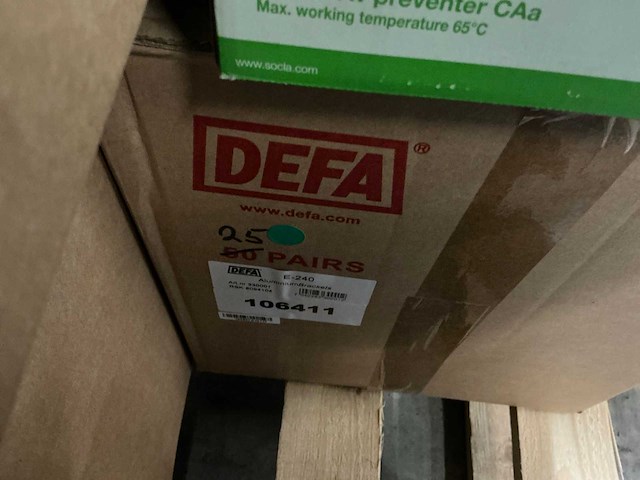 preventer CAa
Max. working temperature 65°C
www.socla.com
DEFA®
www.defa.com
25
50 PAIRS
DEFA E-240
106411